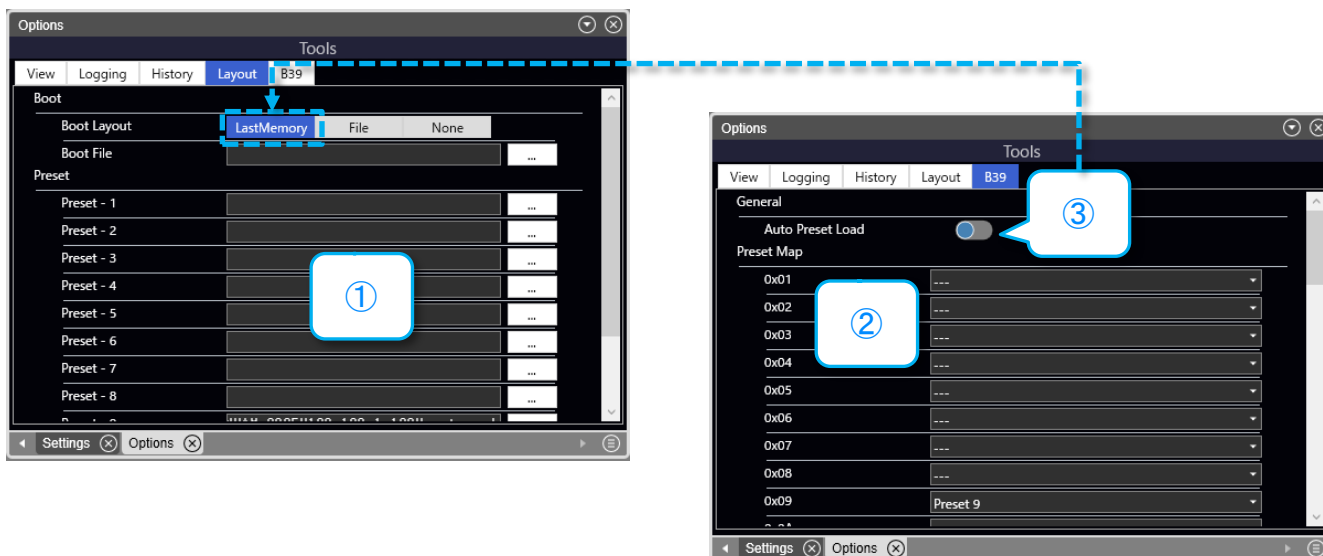 Options
Tools
View Logging History Layout B39
Boot
Boot Layout LastMemory File None
Boot File ...
Preset
Preset - 1 ...
Preset - 2 ...
Preset - 3 ...
Preset - 4 ...
Preset - 5 ...
Preset - 6 ...
Preset - 7 ...
Preset - 8 ...
①
Settings Options
Options
Tools
View Logging History Layout B39
General
Auto Preset Load
③
Preset Map
0x01 ---
0x02 ---
0x03 ---
0x04 ---
0x05 ---
0x06 ---
0x07 ---
0x08 ---
0x09 Preset 9
②
Settings Options